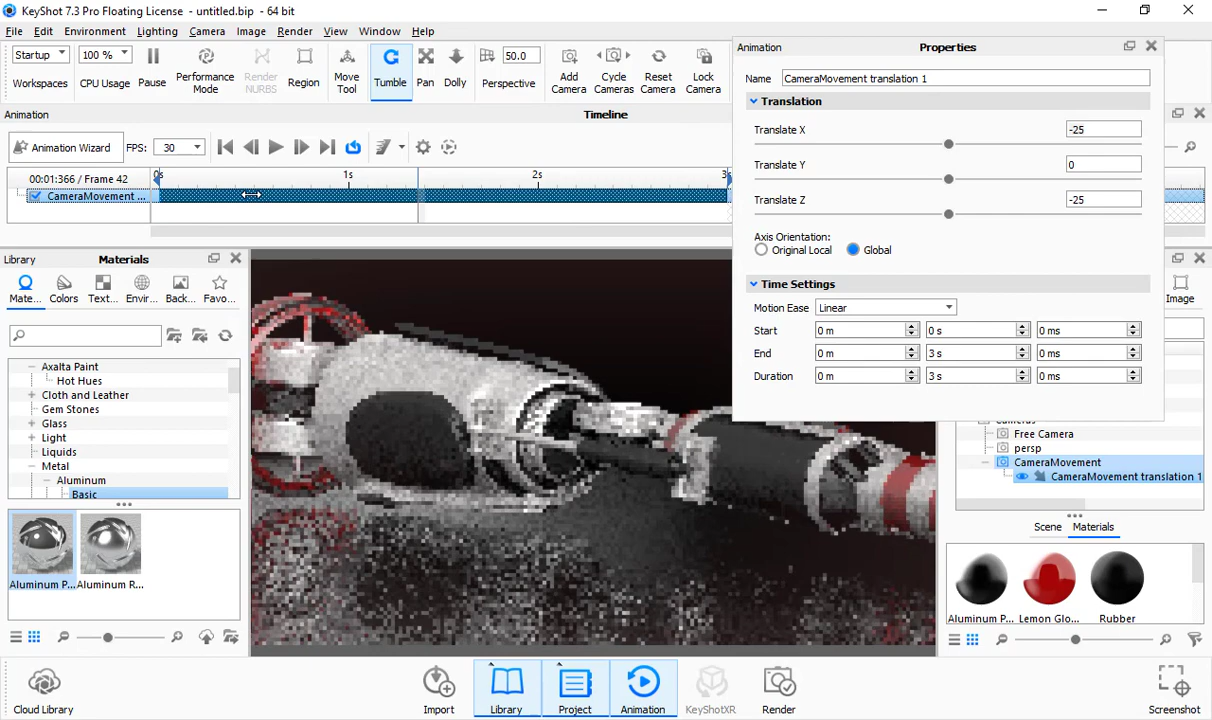 KeyShot 7.3 Pro Floating License - untitled.bip - 64 bit
File Edit Environment Lighting Camera Image Render View Window Help
Startup 100 % 50.0
Workspaces CPU Usage Pause Performance Mode Render NURBS Region Move Tool Tumble Pan Dolly Perspective Add Camera Cycle Cameras Reset Camera Lock Camera
Animation Properties
Name CameraMovement translation 1
Translation
Translate X -25
Translate Y 0
Translate Z -25
Axis Orientation:
Original Local Global
Time Settings
Motion Ease Linear
Start 0 m 0 s 0 ms
End 0 m 3 s 0 ms
Duration 0 m 3 s 0 ms
Animation Timeline
Animation Wizard FPS: 30
00:01:366 / Frame 42 0s 1s 2s 3s
CameraMovement ...
Library Materials
Mate... Colors Text... Envir... Back... Favo...
Axalta Paint
Hot Hues
Cloth and Leather
Gem Stones
Glass
Light
Liquids
Metal
Aluminum
Basic
Aluminum P... Aluminum R...
Image
Cameras
Free Camera
persp
CameraMovement
CameraMovement translation 1
Scene Materials
Aluminum P... Lemon Glo... Rubber
Cloud Library Import Library Project Animation KeyShotXR Render Screenshot